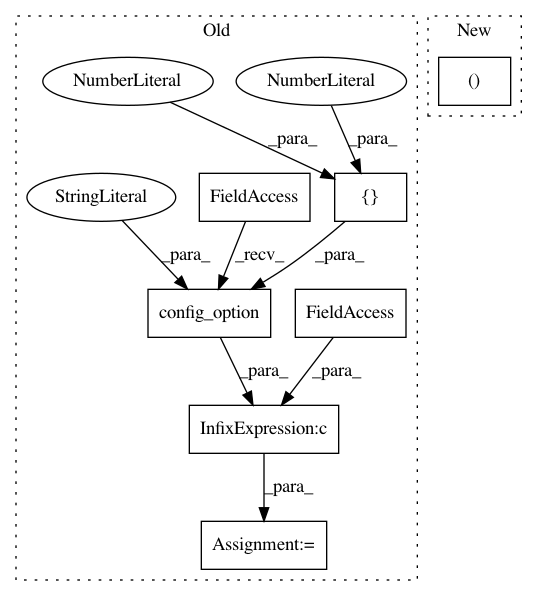 Old
New
NumberLiteral
NumberLiteral
()
_para_
_para_
StringLiteral
FieldAccess
{}
_para_
_recv_
_para_
config_option
FieldAccess
_para_
_para_
InfixExpression:c
_para_
Assignment:=